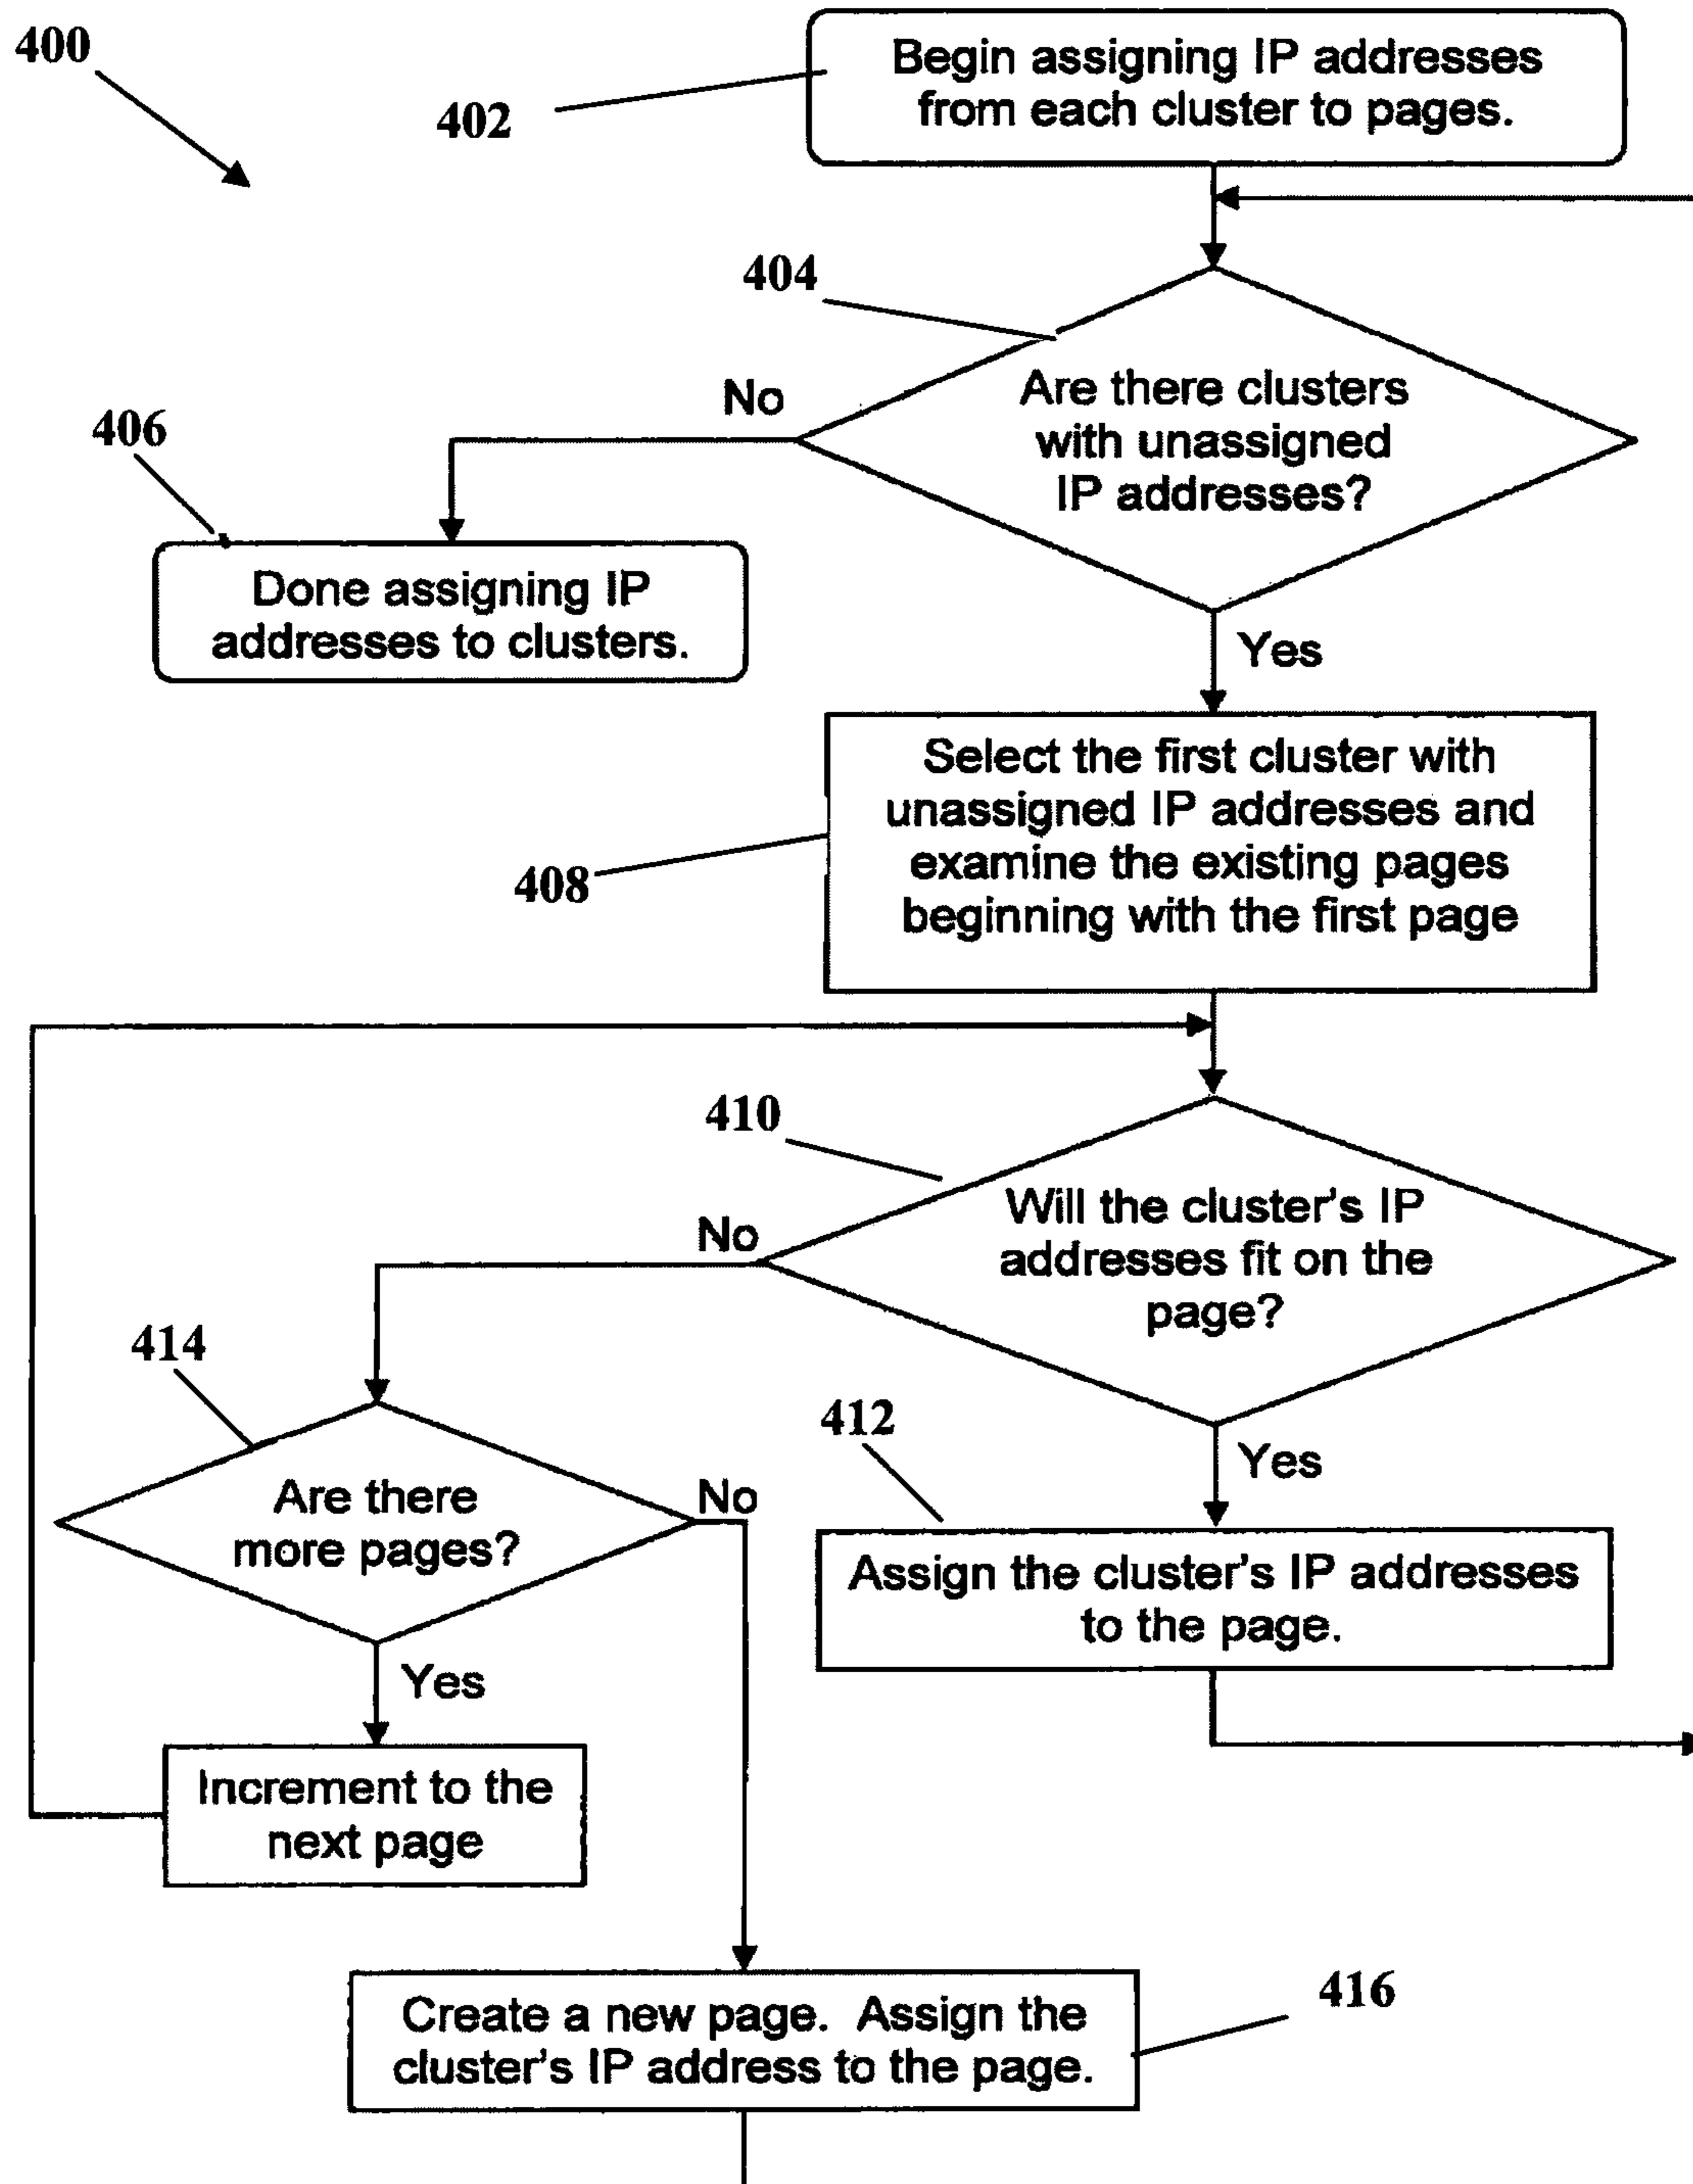 400
Begin assigning IP addresses
from each cluster to pages.
402
404
Are there clusters
with unassigned
IP addresses?
No
406
Done assigning IP
addresses to clusters.
Yes
Select the first cluster with
unassigned IP addresses and
examine the existing pages
beginning with the first page
408
410
Will the cluster's IP
addresses fit on the
page?
No
414
412
Yes
Are there
more pages?
No
Assign the cluster's IP addresses
to the page.
Yes
Increment to the
next page
Create a new page. Assign the
cluster's IP address to the page.
416